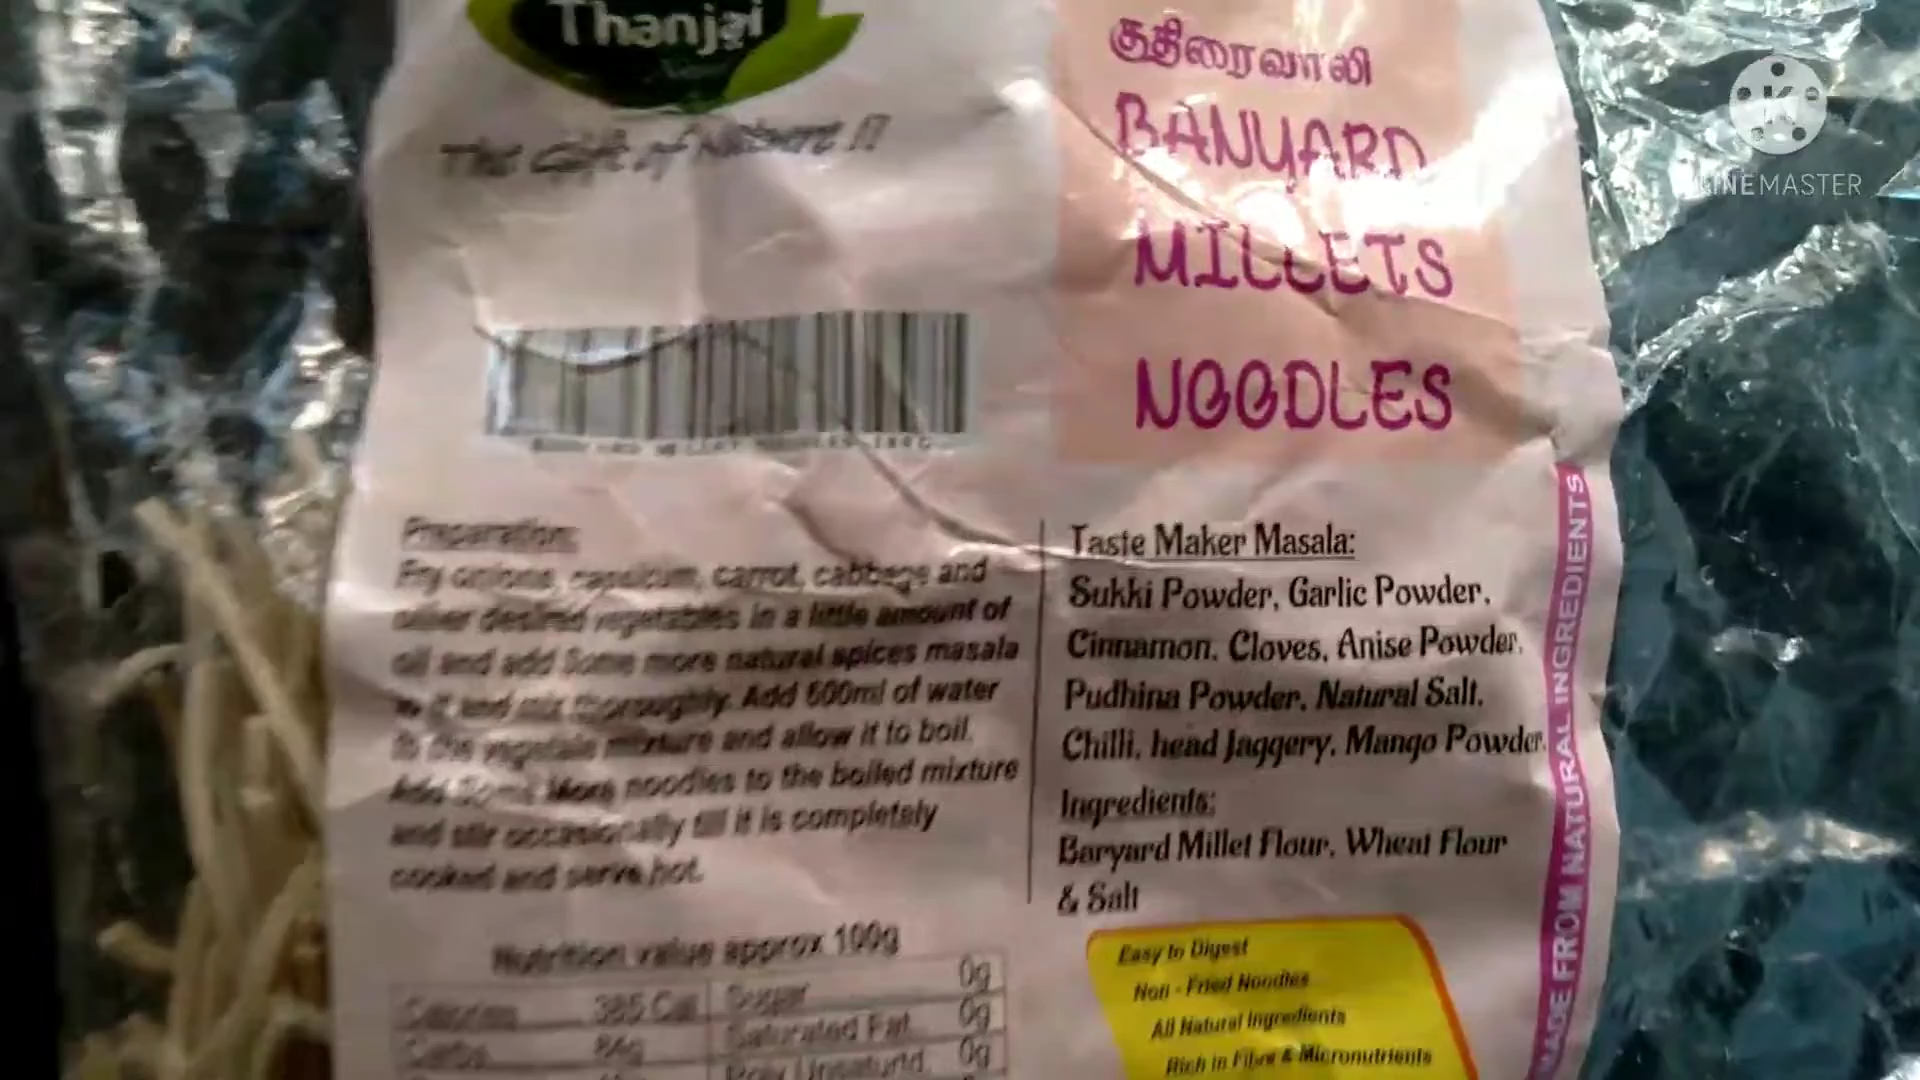 Thanjai
The Gift of Nature !!
குதிரைவாலி
BANYARD
MILLETS
NOODLES
Preparation:
Fry onions, capsicum, carrot, cabbage and
other desired vegetables in a little amount of
oil and add Some more natural spices masala
to it and mix thoroughly. Add 600ml of water
to the vegetable mixture and allow it to boil.
Add Some More noodles to the boiled mixture
and stir occasionally till it is completely
cooked and serve hot.
Taste Maker Masala:
Sukki Powder, Garlic Powder,
Cinnamon, Cloves, Anise Powder,
Pudhina Powder, Natural Salt,
Chilli, head Jaggery, Mango Powder.
Ingredients:
Baryard Millet Flour, Wheat Flour
& Salt
MADE FROM NATURAL INGREDIENTS
Nutrition value approx 100g
Calories 385 Cal Sugar 0g
Carbs 84g Saturated Fat 0g
Poly Unsaturtd. 0g
Easy to Digest
Non - Fried Noodles
All Natural Ingredients
Rich in Fibre & Micronutrients
K
KINEMASTER